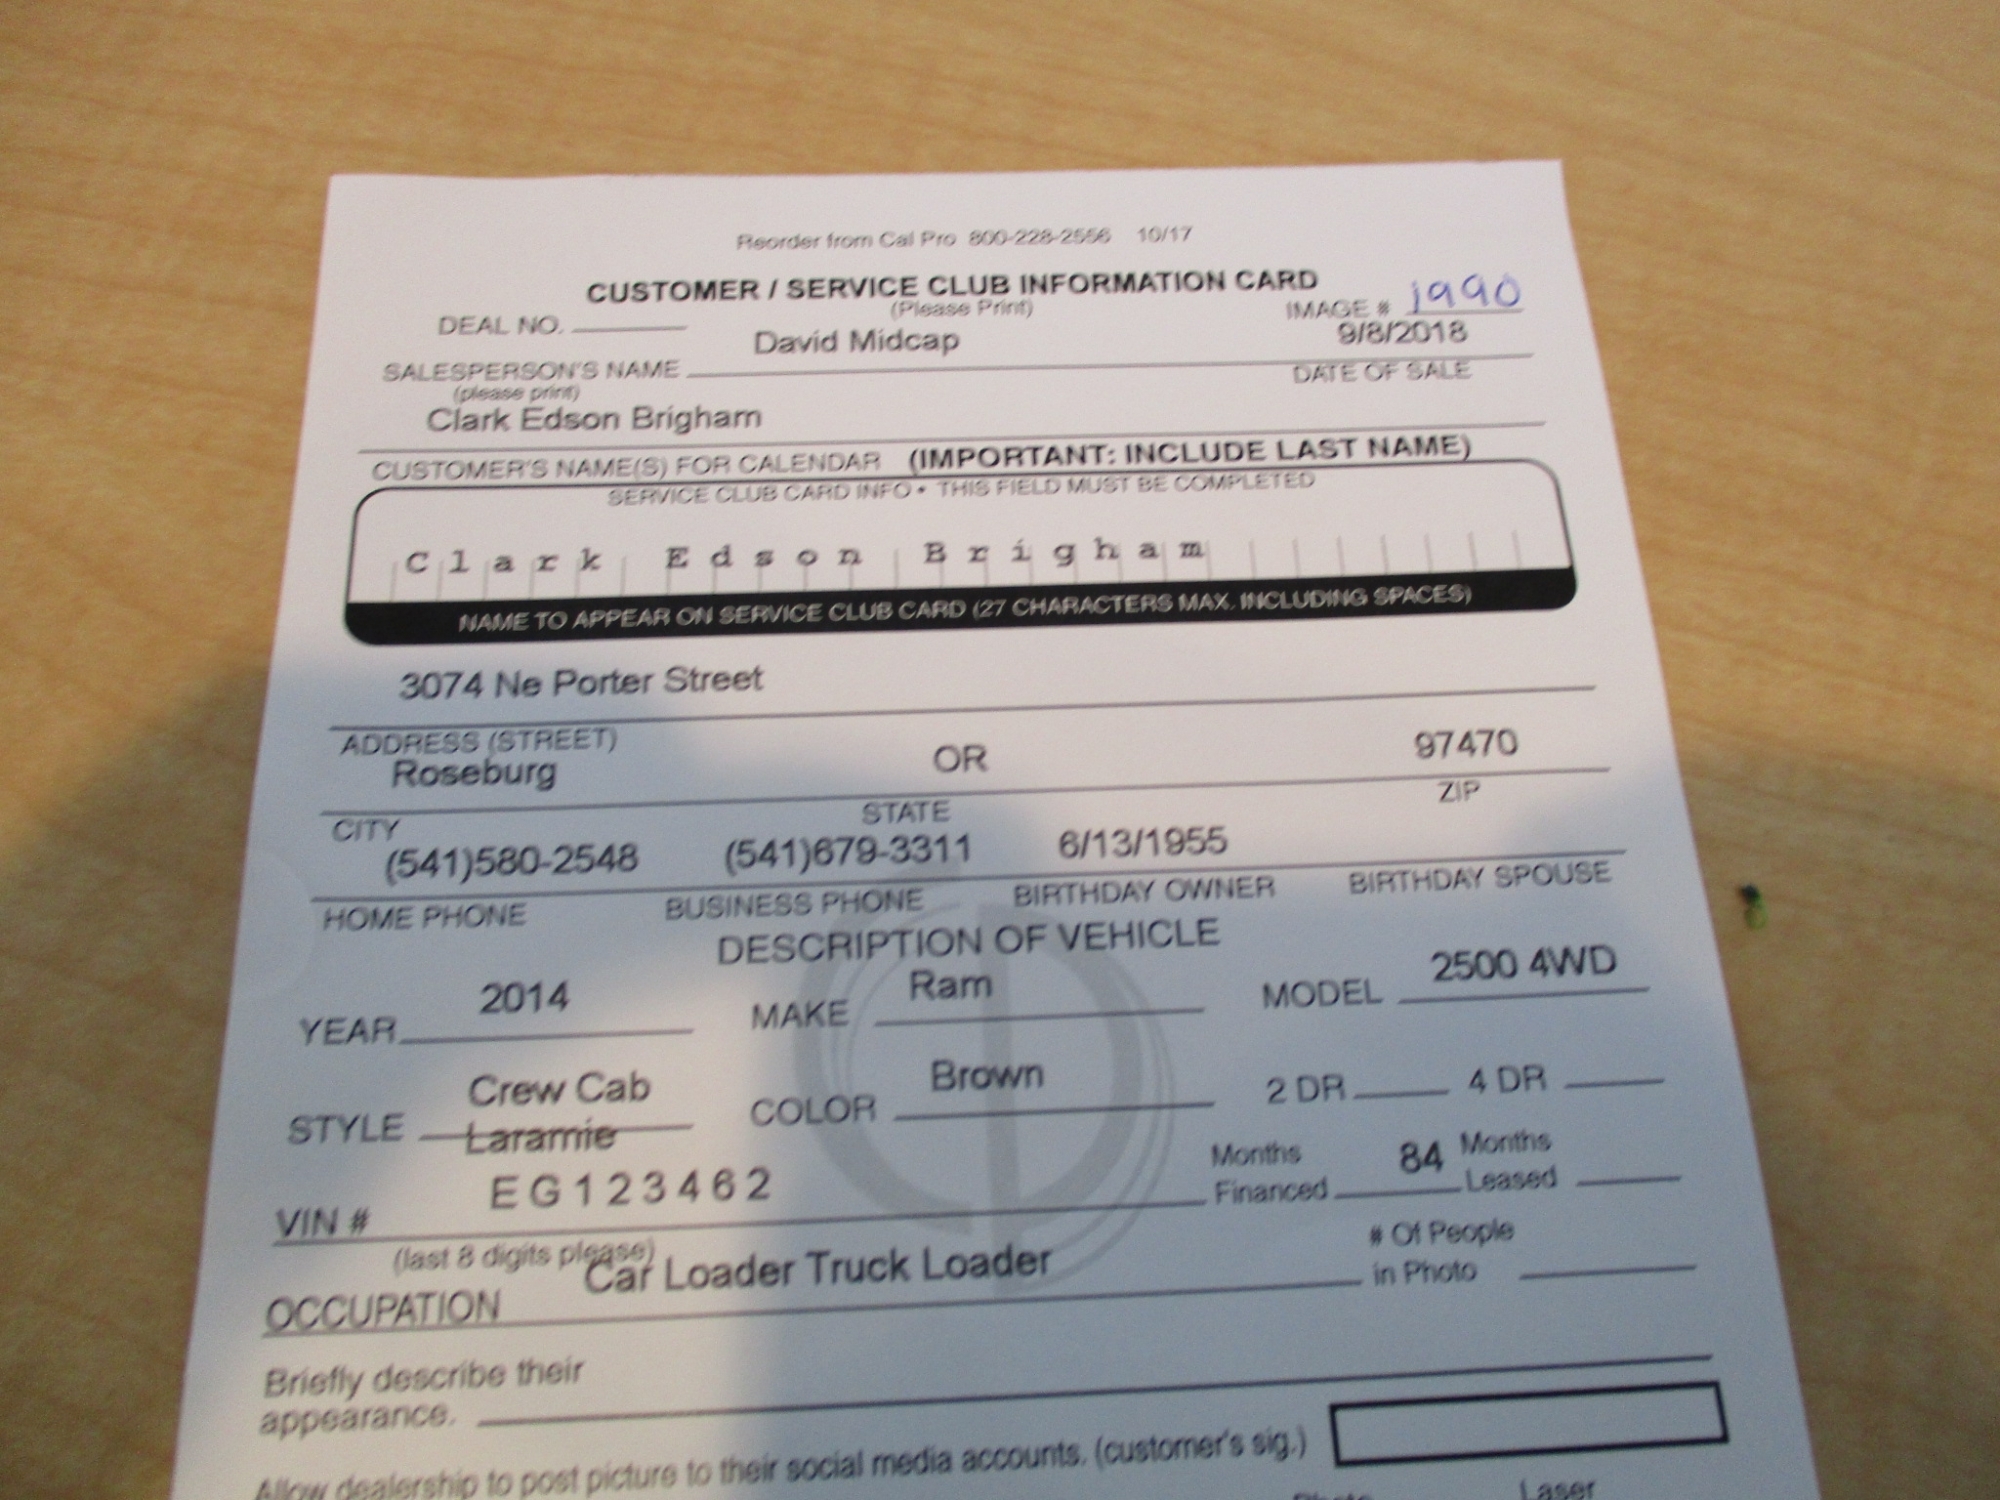 Reorder from Cal Pro 800-228-2556 10/17
CUSTOMER / SERVICE CLUB INFORMATION CARD
(Please Print)
IMAGE # 1990
DEAL NO.
David Midcap
9/8/2018
SALESPERSON'S NAME
DATE OF SALE
(please print)
Clark Edson Brigham
CUSTOMER'S NAME(S) FOR CALENDAR (IMPORTANT: INCLUDE LAST NAME)
SERVICE CLUB CARD INFO • THIS FIELD MUST BE COMPLETED
Clark Edson Brigham
NAME TO APPEAR ON SERVICE CLUB CARD (27 CHARACTERS MAX. INCLUDING SPACES)
3074 Ne Porter Street
ADDRESS (STREET)
Roseburg OR 97470
CITY STATE ZIP
(541)580-2548 (541)679-3311 6/13/1955
HOME PHONE BUSINESS PHONE BIRTHDAY OWNER BIRTHDAY SPOUSE
DESCRIPTION OF VEHICLE
YEAR 2014 MAKE Ram MODEL 2500 4WD
STYLE Crew Cab Laramie COLOR Brown 2 DR 4 DR
VIN # EG123462 Months Financed 84 Months Leased
(last 8 digits please)
OCCUPATION Car Loader Truck Loader # Of People in Photo
Briefly describe their
appearance.
Allow dealership to post picture to their social media accounts. (customer's sig.)
Photo Laser